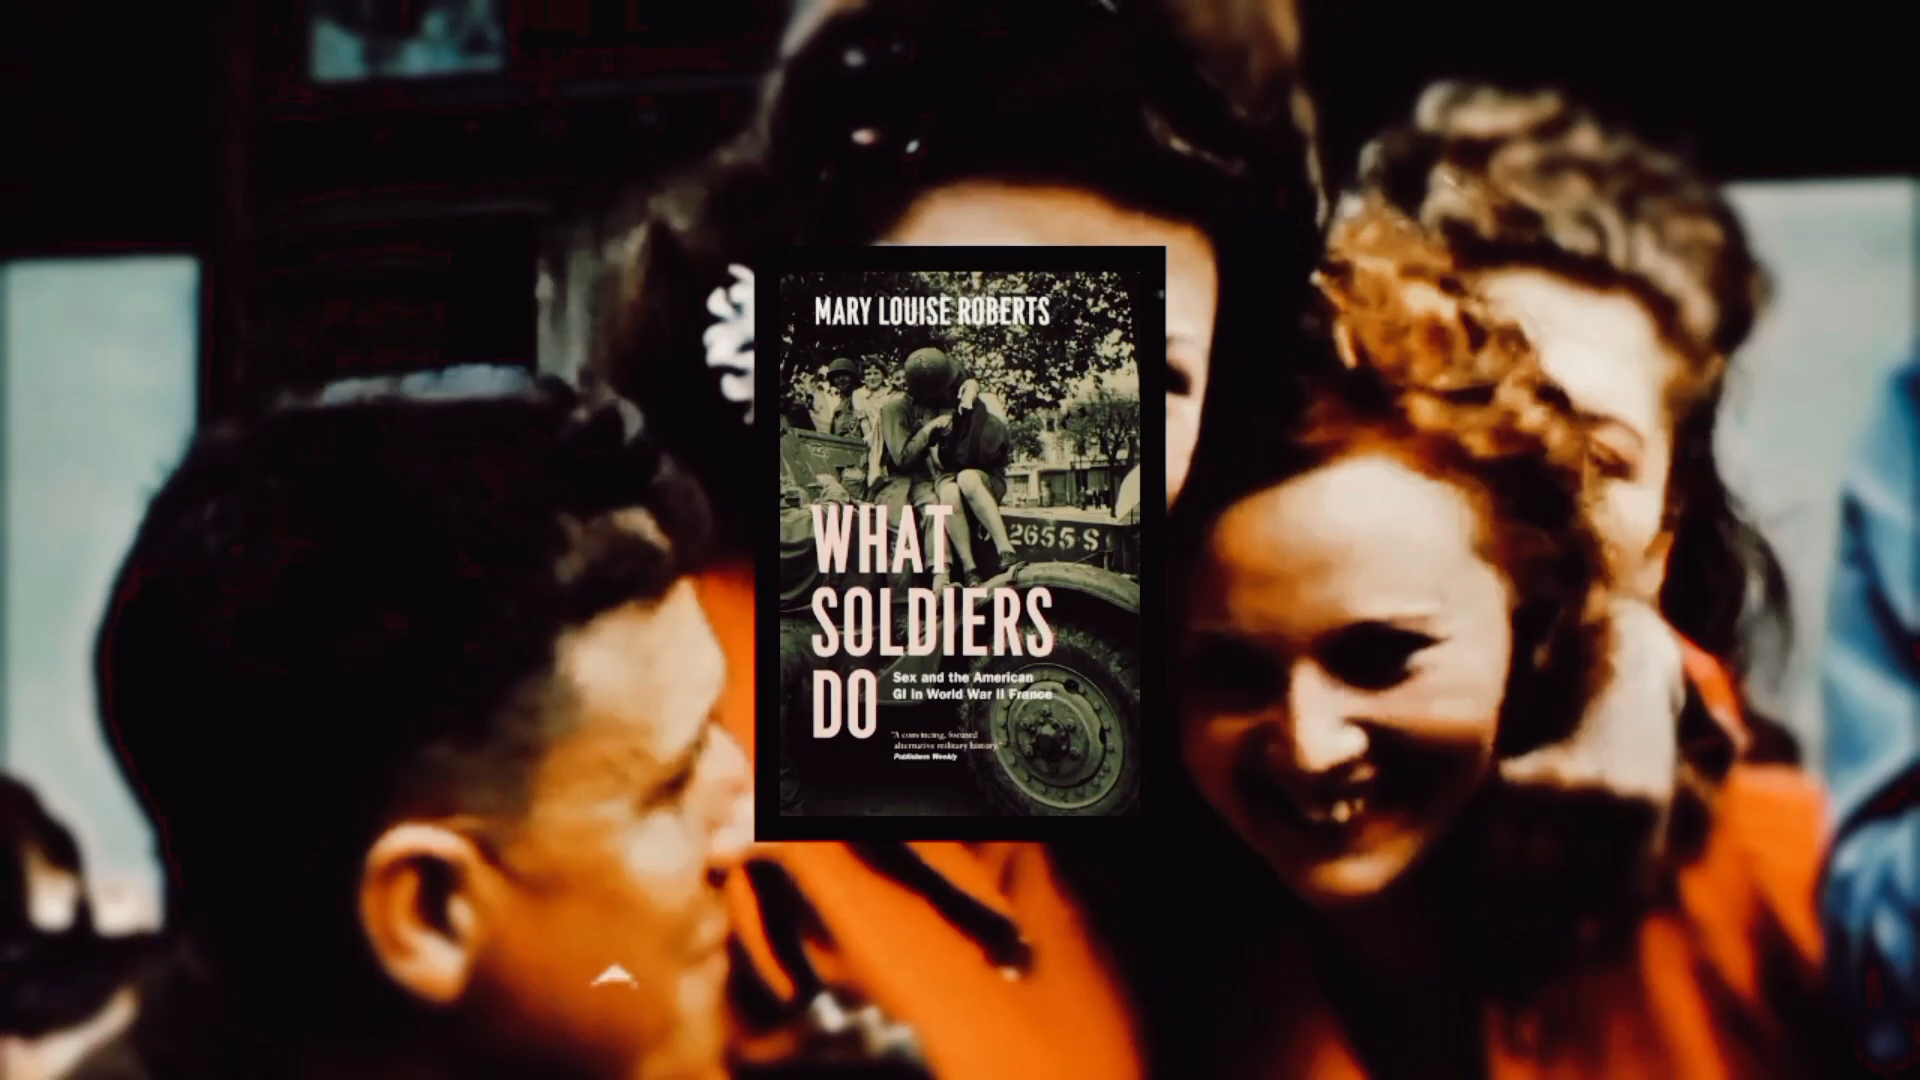 MARY LOUISE ROBERTS
2655 S
WHAT
SOLDIERS
DO
Sex and the American
GI in World War II France
"A convincing, focused
alternative military history."
Publishers Weekly